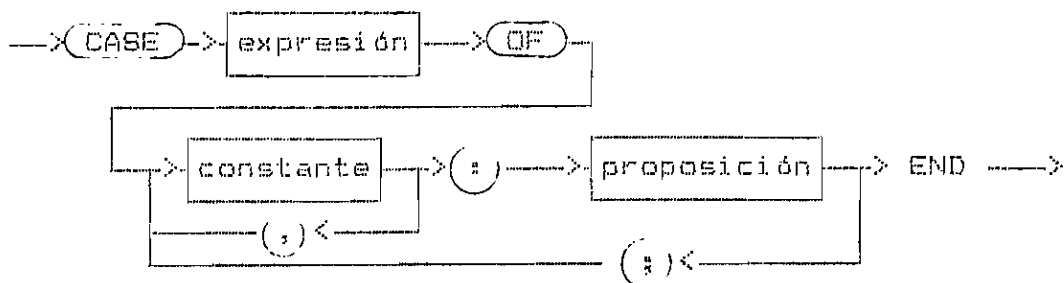 CASE expresión OF
constante : proposición END
,
;